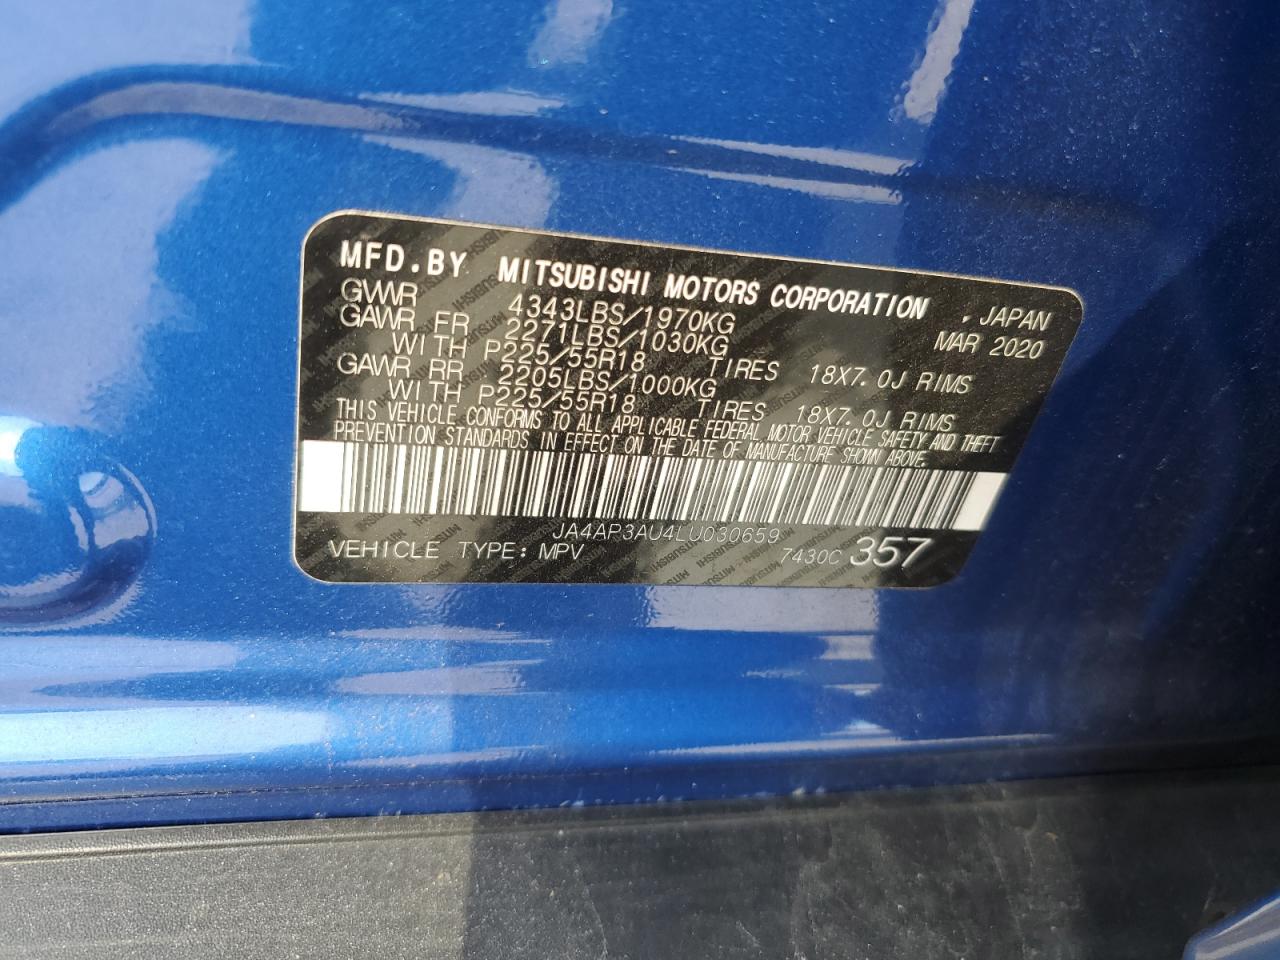 MFD.BY MITSUBISHI MOTORS CORPORATION , JAPAN
GVWR 4343LBS/1970KG MAR 2020
GAWR FR 2271LBS/1030KG
WITH P225/55R18 TIRES 18X7.0J RIMS
GAWR RR 2205LBS/1000KG
WITH P225/55R18 TIRES 18X7.0J RIMS
THIS VEHICLE CONFORMS TO ALL APPLICABLE FEDERAL MOTOR VEHICLE SAFETY AND THEFT
PREVENTION STANDARDS IN EFFECT ON THE DATE OF MANUFACTURE SHOWN ABOVE.
JA4AP3AU4LU030659
VEHICLE TYPE: MPV 7430C 357